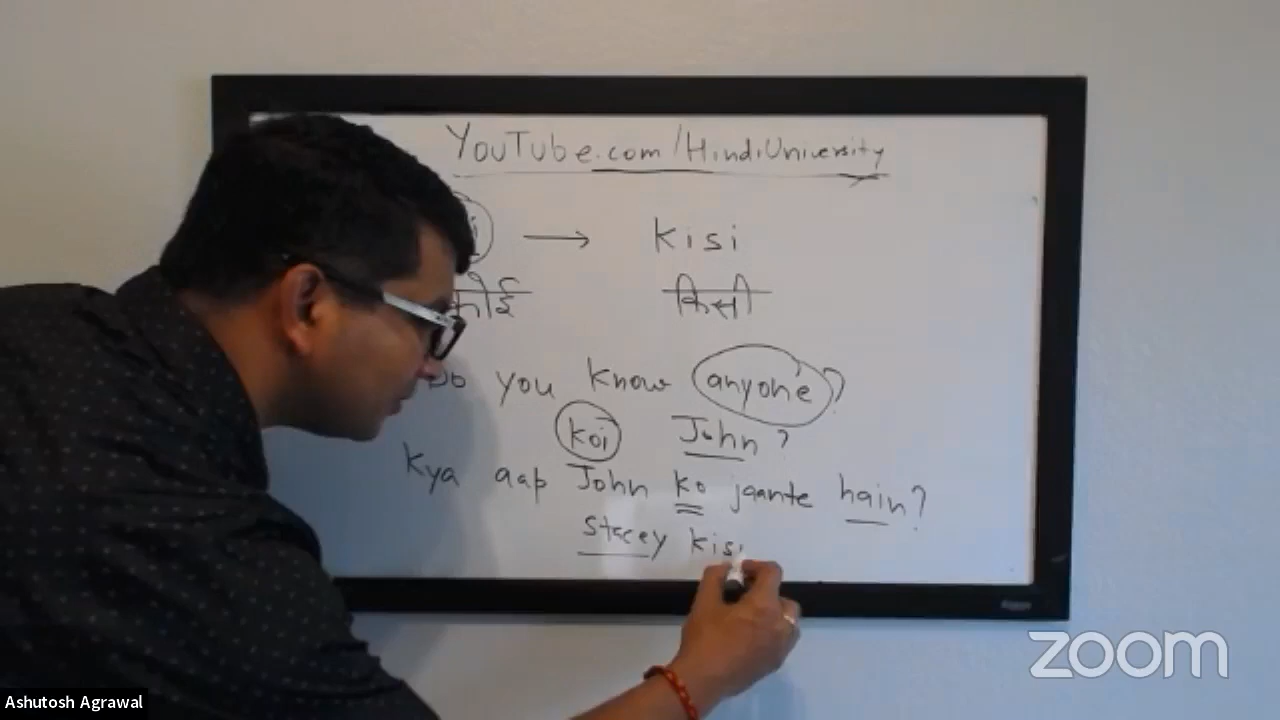 YouTube.com/HindiUniversity
→ kisi
कोई किसी
Do you know anyone?
koi John?
Kya aap John ko jaante hain?
Stacey kisi
zoom
Ashutosh Agrawal